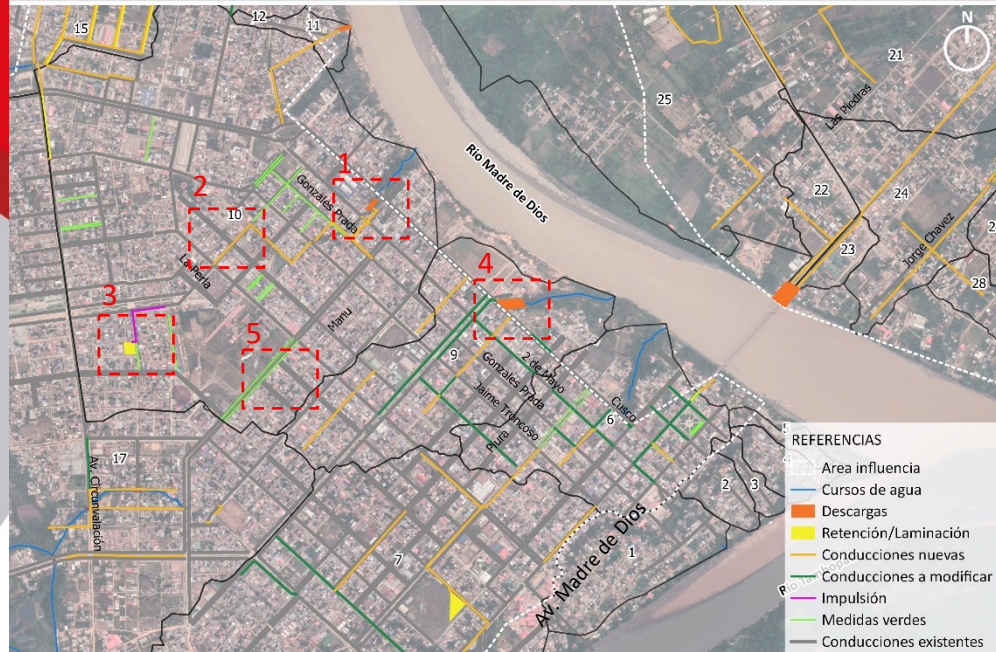 15
12
11
N
21
25
Las Piedras
Río Madre de Dios
1
2
10
Gonzales Prada
22
24
23
Jorge Chavez
28
La Perla
4
3
Manu
5
9
2 de Mayo
Gonzales Prada
Cusco
Jaime Troncoso
6
Piura
17
Av. Circunvalación
2
3
7
1
Av. Madre de Dios
REFERENCIAS
Area influencia
Cursos de agua
Descargas
Retención/Laminación
Conducciones nuevas
Conducciones a modificar
Impulsión
Medidas verdes
Conducciones existentes